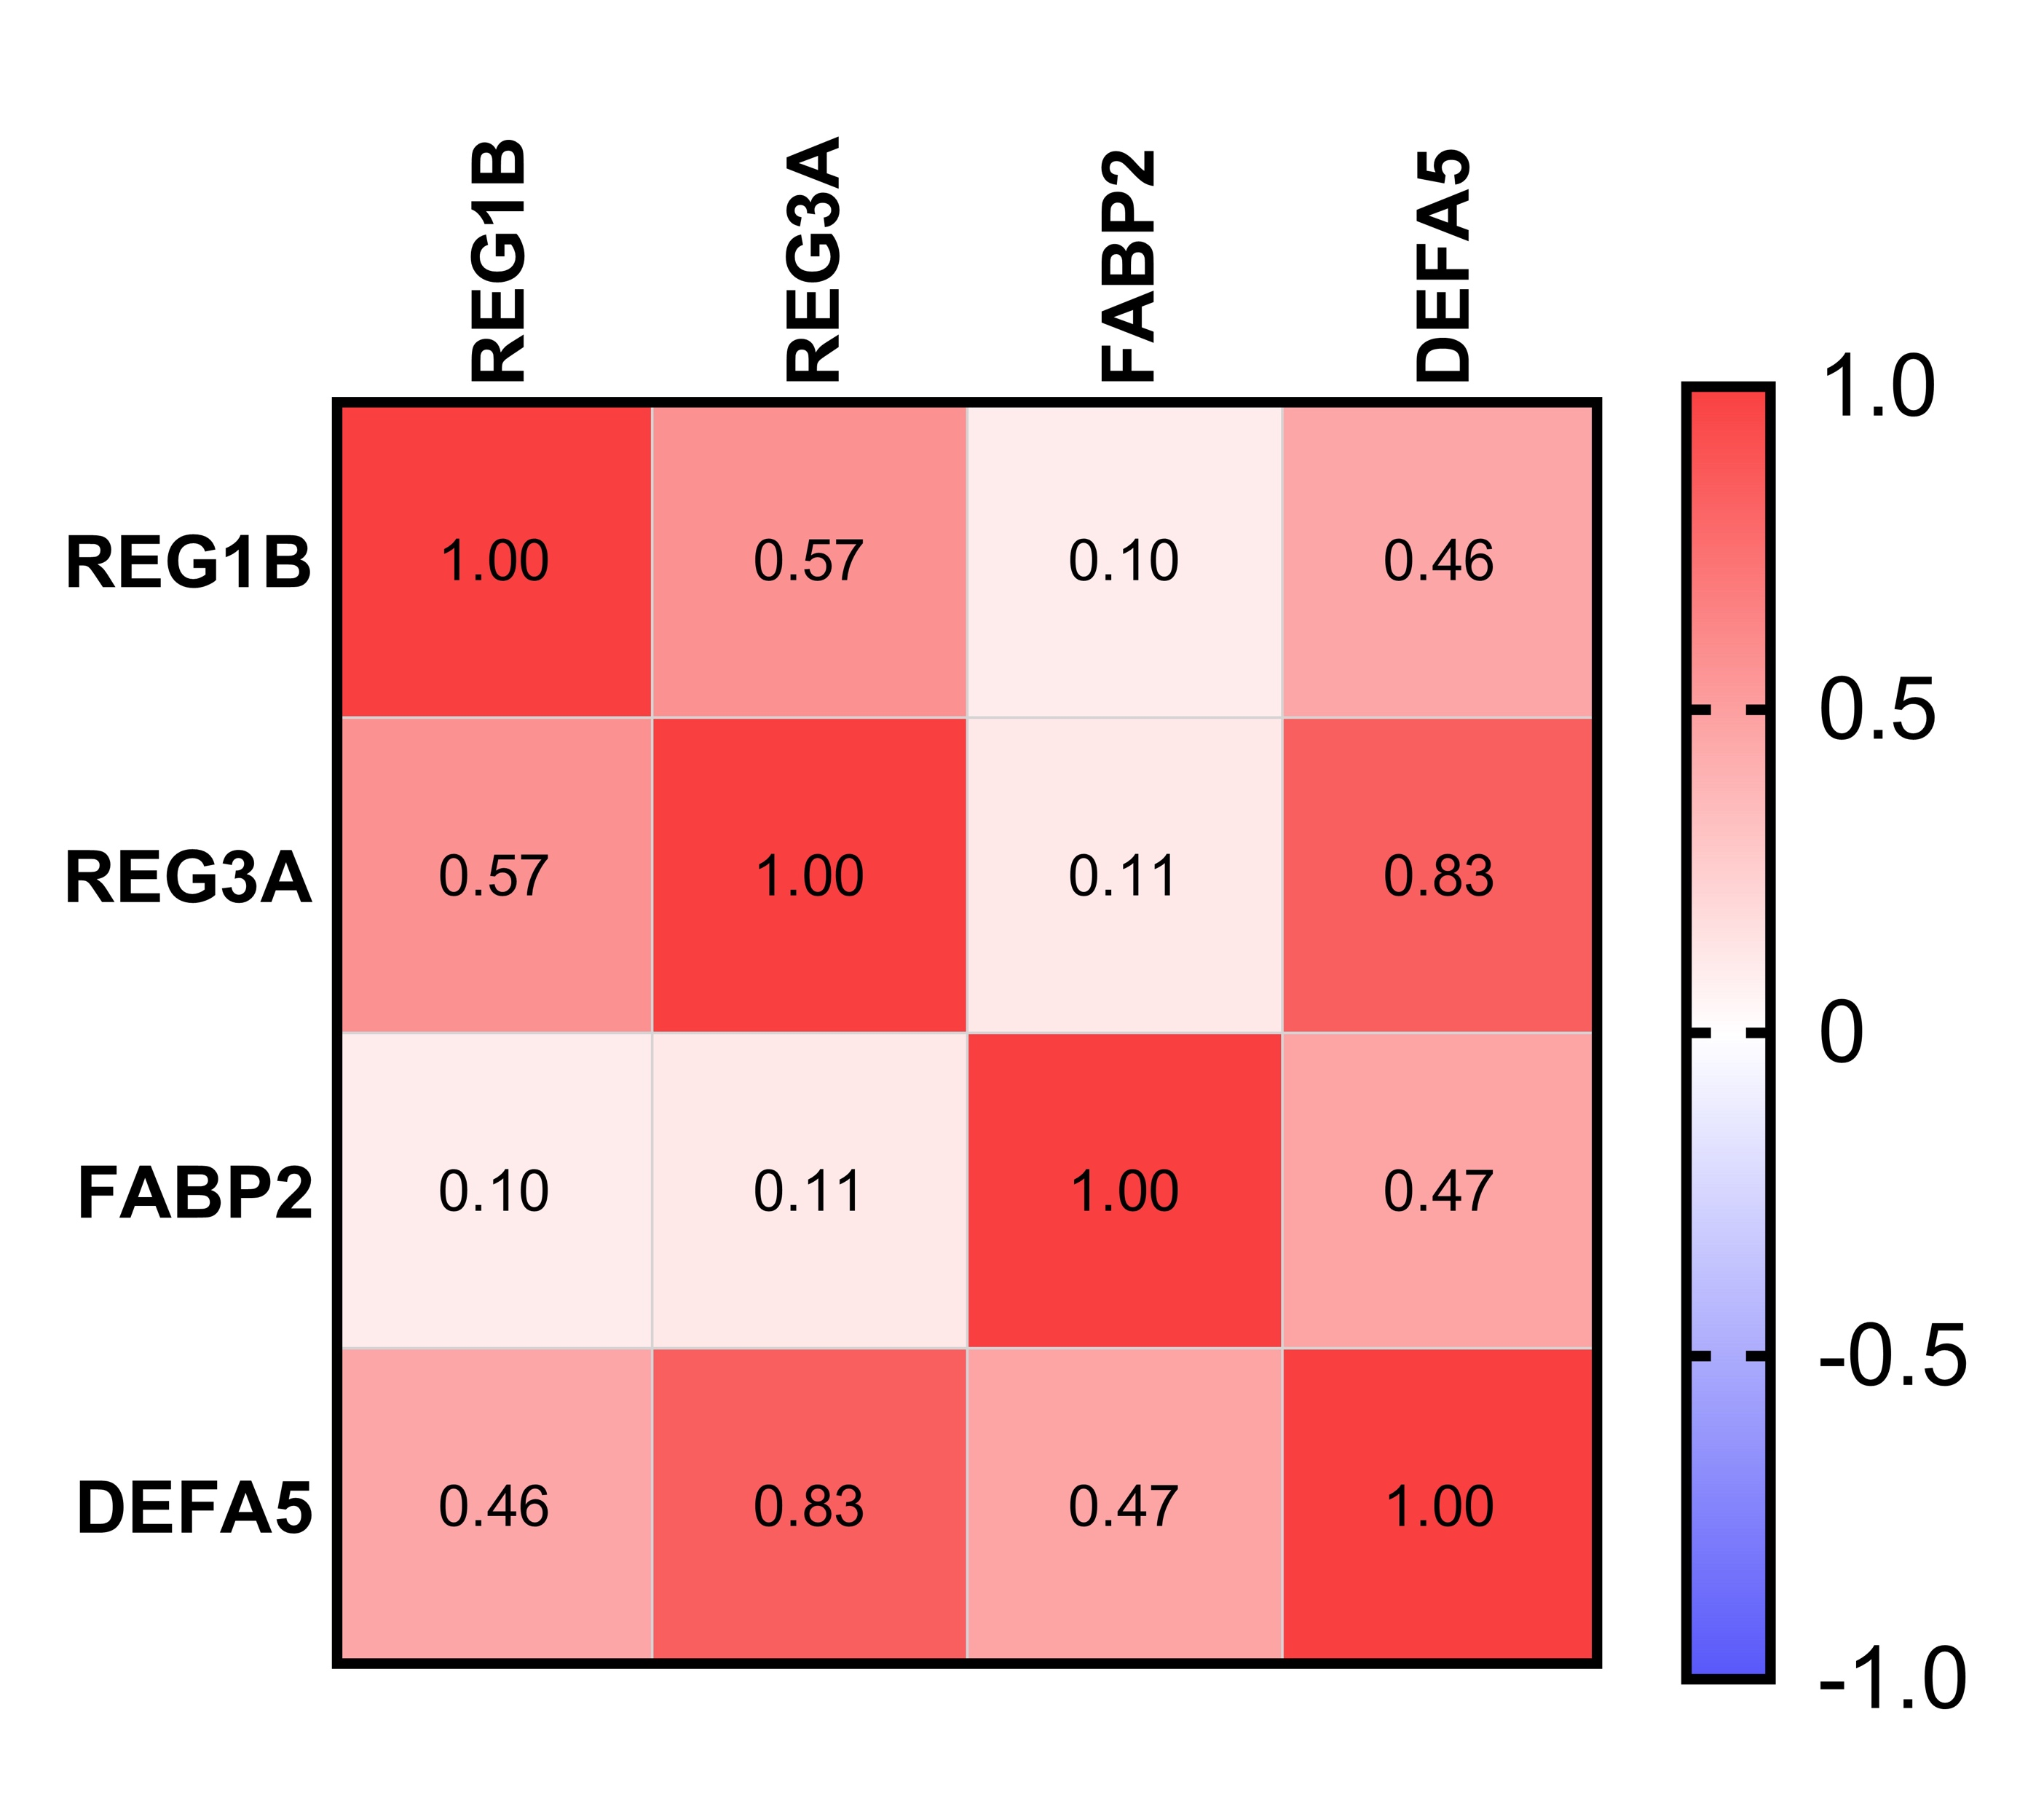 REG1B REG3A FABP2 DEFA5
REG1B 1.00 0.57 0.10 0.46
REG3A 0.57 1.00 0.11 0.83
FABP2 0.10 0.11 1.00 0.47
DEFA5 0.46 0.83 0.47 1.00
1.0
0.5
0
-0.5
-1.0